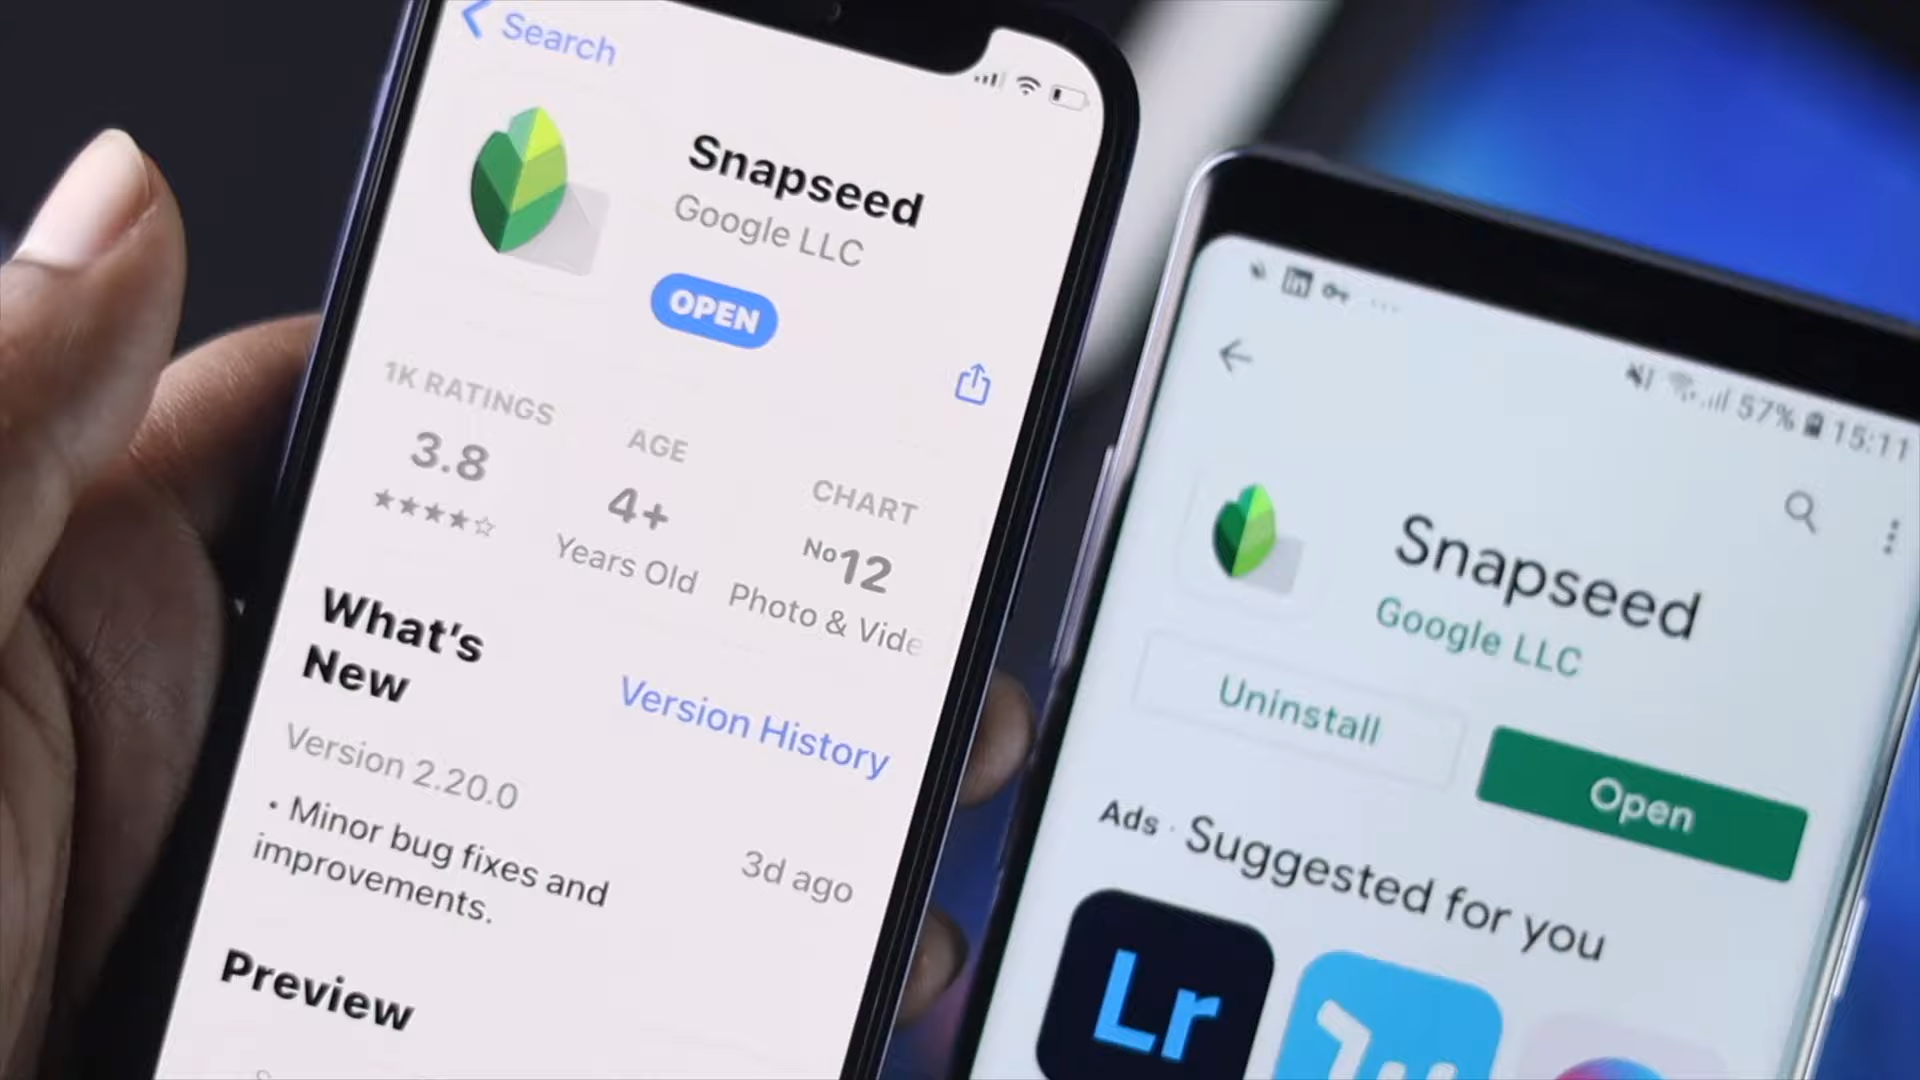 Search
Snapseed
Google LLC
OPEN
1K RATINGS
3.8
AGE
4+
Years Old
CHART
No12
Photo & Vide
What's
New
Version History
Version 2.20.0
3d ago
• Minor bug fixes and
improvements.
Preview
57% 15:11
Snapseed
Google LLC
Uninstall
Open
Ads · Suggested for you
Lr